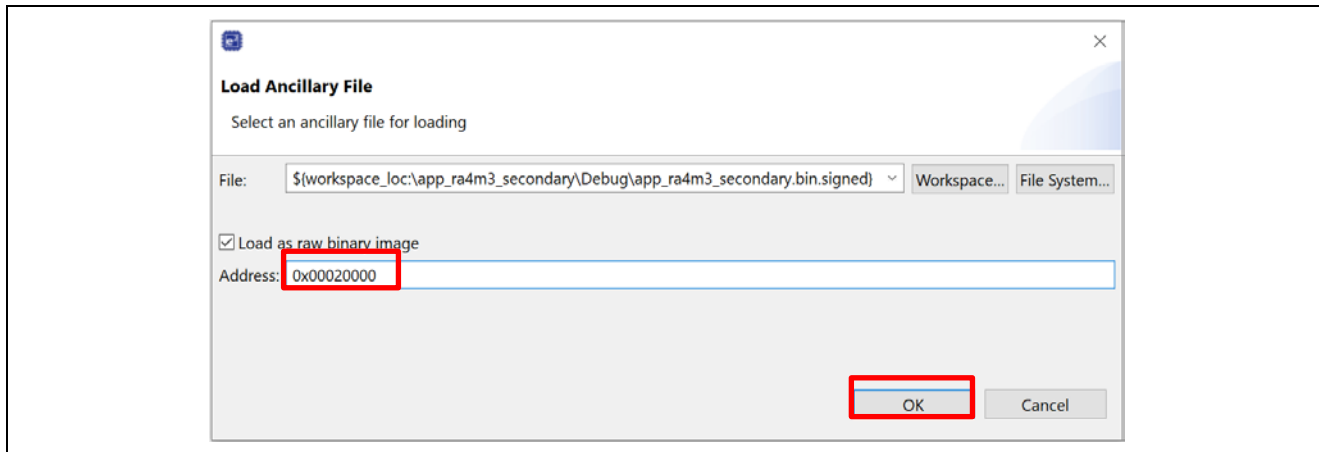 Load Ancillary File
Select an ancillary file for loading
File: ${workspace_loc:\app_ra4m3_secondary\Debug\app_ra4m3_secondary.bin.signed} Workspace... File System...
Load as raw binary image
Address: 0x00020000
OK Cancel